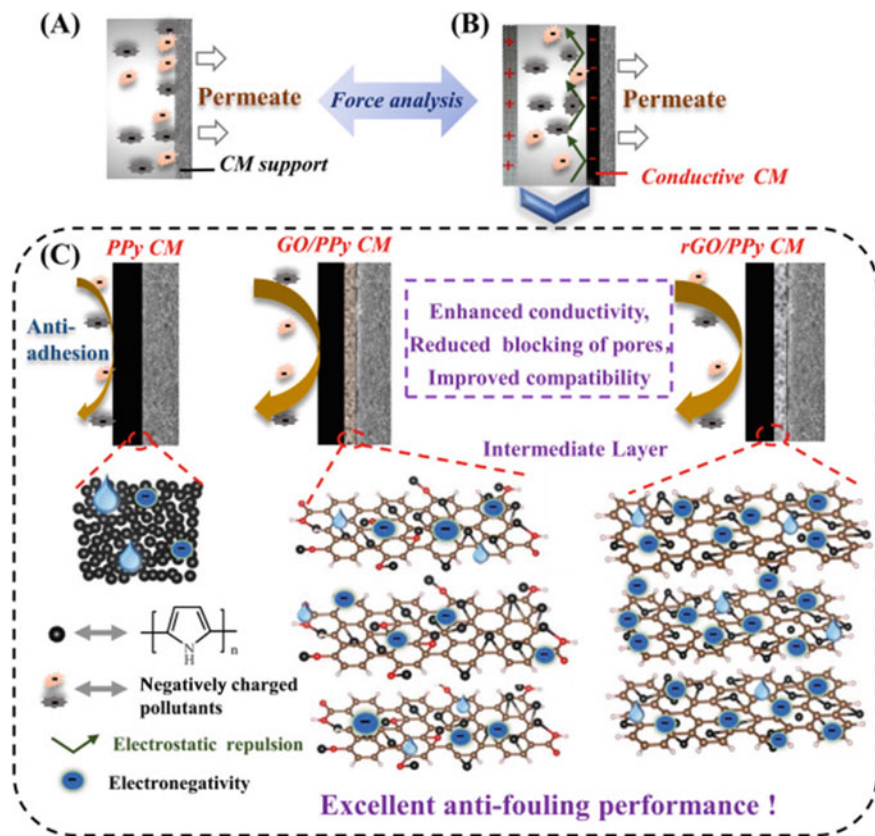 (A)
(B)
Permeate
Force analysis
Permeate
CM support
Conductive CM
(C)
PPy CM
GO/PPy CM
rGO/PPy CM
Anti-
adhesion
Enhanced conductivity,
Reduced blocking of pores,
Improved compatibility
Intermediate Layer
N
H
n
Negatively charged
pollutants
Electrostatic repulsion
Electronegativity
Excellent anti-fouling performance !